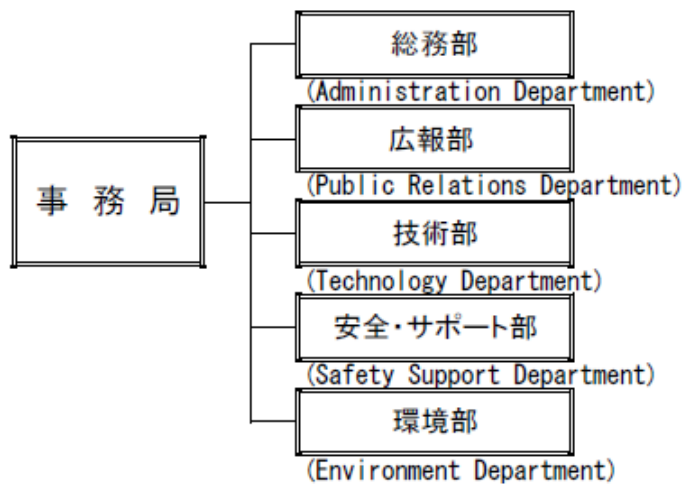 事 務 局
総務部
(Administration Department)
広報部
(Public Relations Department)
技術部
(Technology Department)
安全・サポート部
(Safety Support Department)
環境部
(Environment Department)